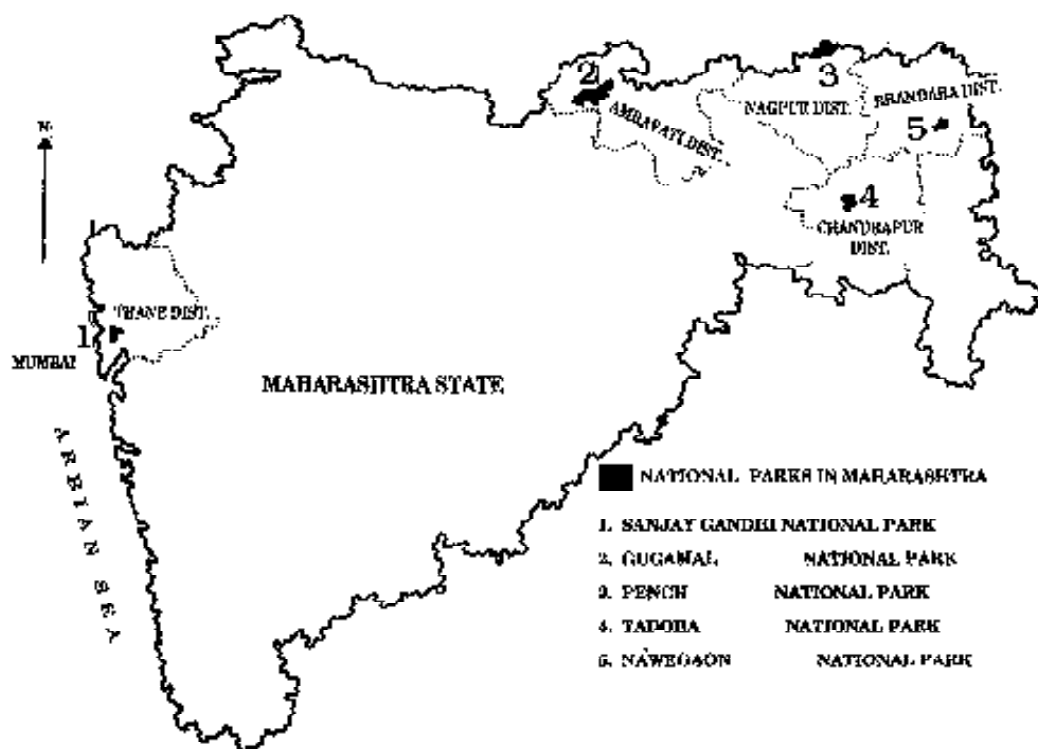 N
2
3
NAGPUR DIST.
BHANDARA DIST.
AMRAVATI DIST.
5
4
CHANDRAPUR
DIST.
THANE DIST.
1
MUMBAI
MAHARASHTRA STATE
ARBIAN SEA
NATIONAL PARKS IN MAHARASHTRA
1. SANJAY GANDHI NATIONAL PARK
2. GUGAMAL NATIONAL PARK
3. PENCH NATIONAL PARK
4. TADOBA NATIONAL PARK
5. NAWEGAON NATIONAL PARK